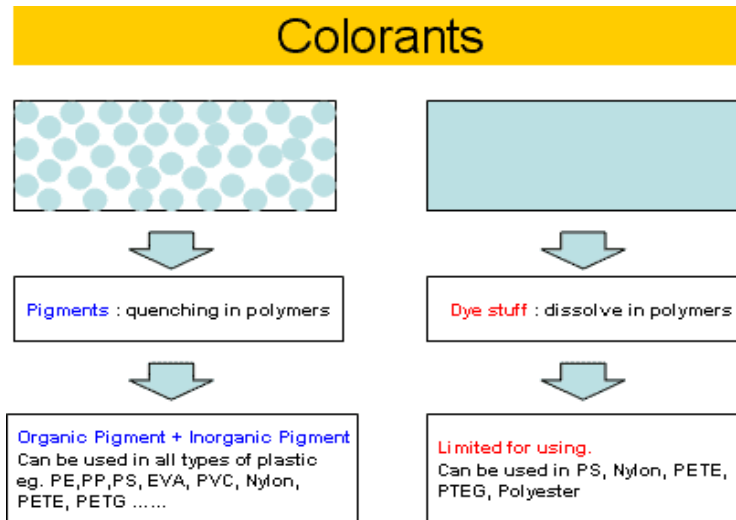 Colorants
Pigments : quenching in polymers
Dye stuff : dissolve in polymers
Organic Pigment + Inorganic Pigment
Can be used in all types of plastic
eg. PE,PP,PS, EVA, PVC, Nylon,
PETE, PETG ......
Limited for using.
Can be used in PS, Nylon, PETE,
PTEG, Polyester